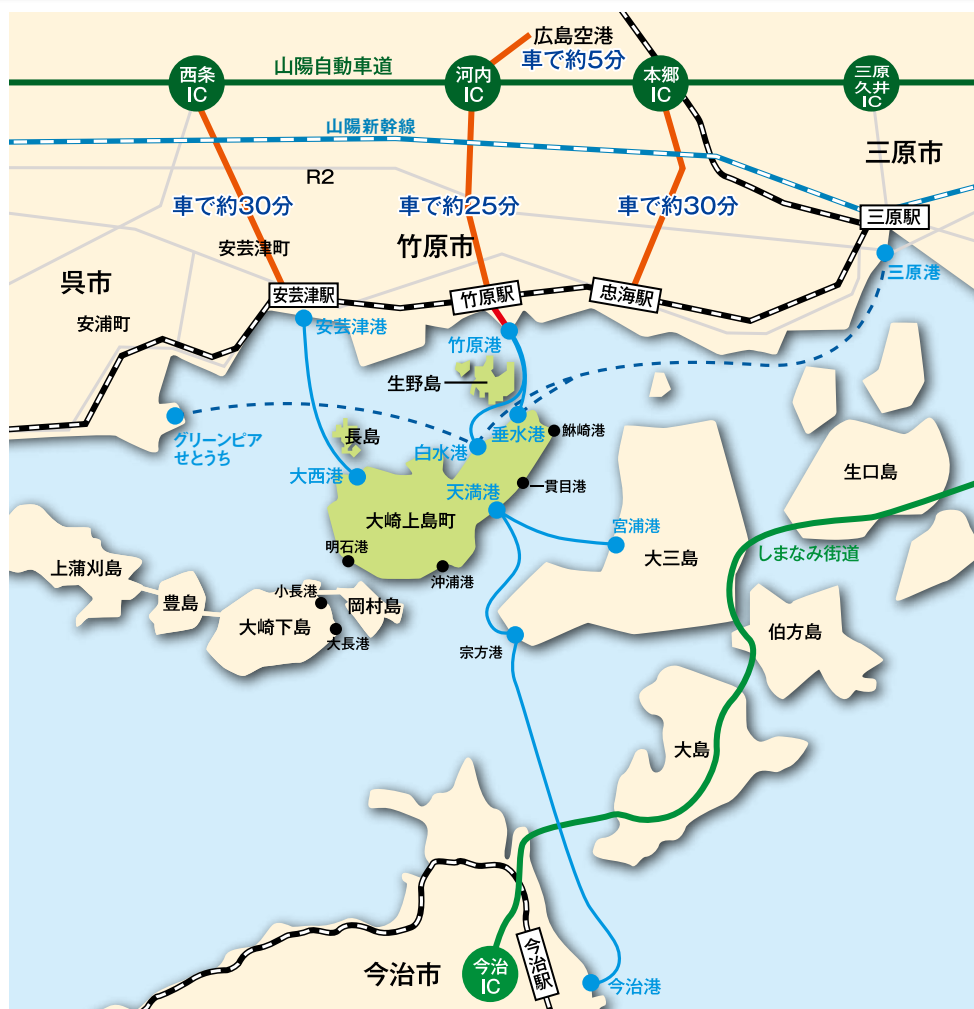 広島空港
車で約5分
西条
IC
山陽自動車道
河内
IC
本郷
IC
三原
久井
IC
山陽新幹線
三原市
R2
車で約30分
車で約25分
車で約30分
三原駅
安芸津町
竹原市
三原港
呉市
安芸津駅
竹原駅
忠海駅
安浦町
安芸津港
竹原港
生野島
グリーンピア
せとうち
長島
白水港
垂水港
鮴崎港
大西港
天満港
一貫目港
生口島
大崎上島町
宮浦港
大三島
しまなみ街道
明石港
沖浦港
上蒲刈島
豊島
小長港
岡村島
大崎下島
大長港
宗方港
伯方島
大島
今治市
今治
IC
今治駅
今治港